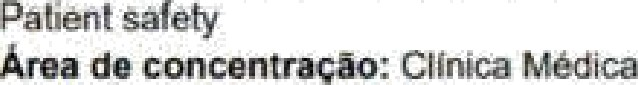 Patient safety
Área de concentração: Clínica Médica